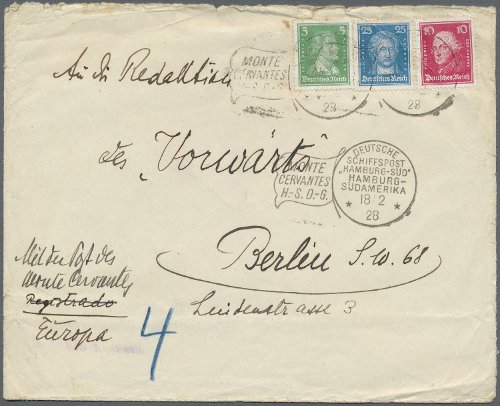 5 25 10
Deutsches Reich Deutsches Reich Deutsches Reich
MONTE
CERVANTES
H.-S.D.-G.
28 28
An die Redaktion
des "Vorwärts"
MONTE
CERVANTES
H.-S.D.-G.
DEUTSCHE
SCHIFFSPOST
„HAMBURG-SÜD"
HAMBURG-
SÜDAMERIKA
* 18 2 *
28
Berlin S.W. 68
Lindenstrasse 3
Mit der Post des
Monte Cervantes
Registrado
Europa
4